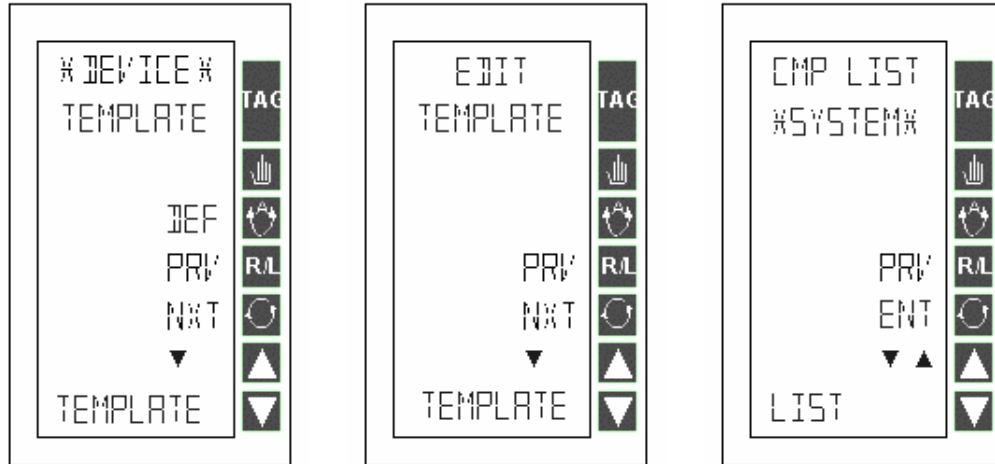 *DEVICE*
TEMPLATE
DEF
PRV
NXT
▼
TEMPLATE
TAG
A
R/L
EDIT
TEMPLATE
PRV
NXT
▼
TEMPLATE
TAG
A
R/L
CMP LIST
*SYSTEM*
PRV
ENT
▼ ▲
LIST
TAG
A
R/L